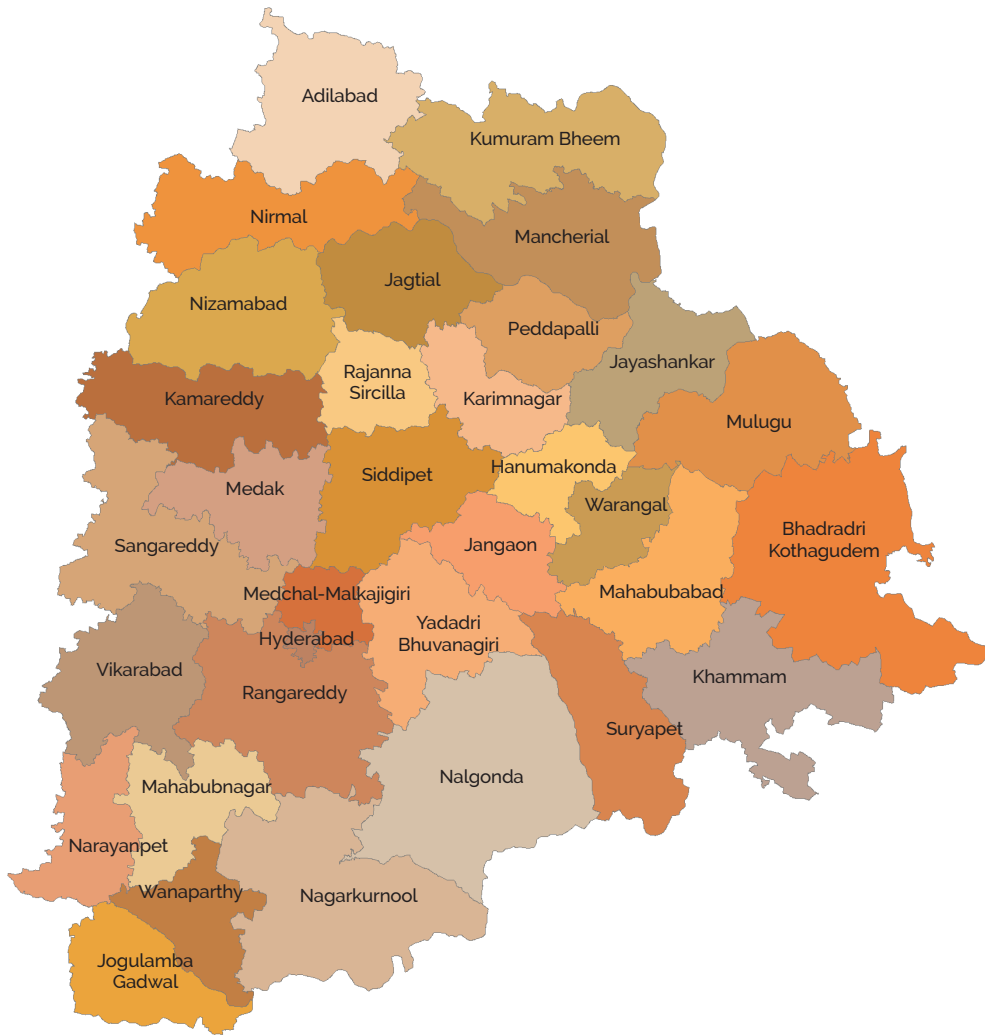 Adilabad
Kumuram Bheem
Nirmal
Mancherial
Jagtial
Nizamabad
Peddapalli
Jayashankar
Rajanna
Sircilla
Kamareddy
Karimnagar
Mulugu
Hanumakonda
Siddipet
Medak
Warangal
Bhadradri
Kothagudem
Sangareddy
Jangaon
Medchal-Malkajigiri
Mahabubabad
Yadadri
Bhuvanagiri
Hyderabad
Vikarabad
Khammam
Rangareddy
Suryapet
Nalgonda
Mahabubnagar
Narayanpet
Wanaparthy
Nagarkurnool
Jogulamba
Gadwal